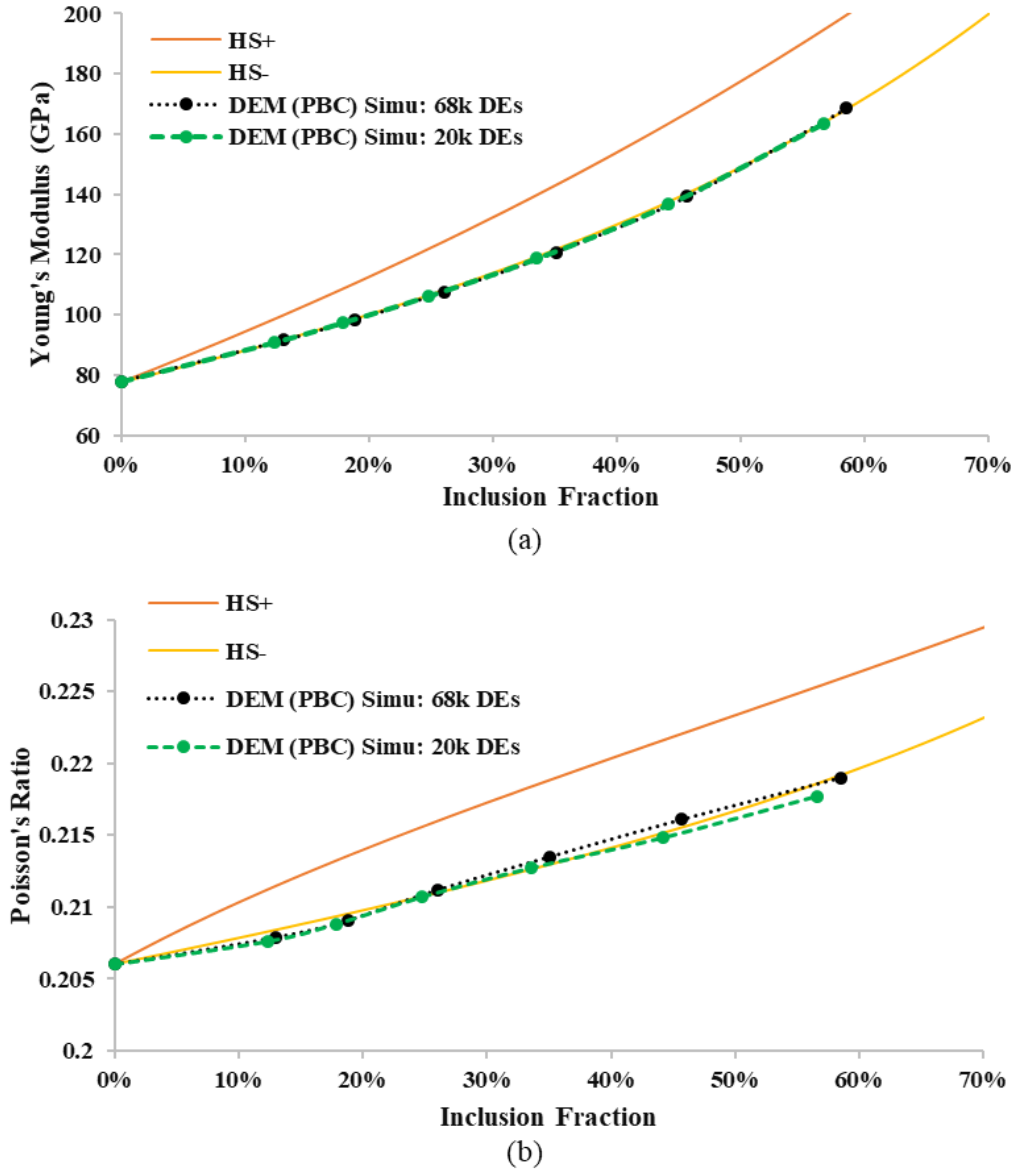 200
180
160
140
120
100
80
60
Young's Modulus (GPa)
HS+
HS-
DEM (PBC) Simu: 68k DEs
DEM (PBC) Simu: 20k DEs
0% 10% 20% 30% 40% 50% 60% 70%
Inclusion Fraction
(a)
0.23
0.225
0.22
0.215
0.21
0.205
0.2
Poisson's Ratio
HS+
HS-
DEM (PBC) Simu: 68k DEs
DEM (PBC) Simu: 20k DEs
0% 10% 20% 30% 40% 50% 60% 70%
Inclusion Fraction
(b)